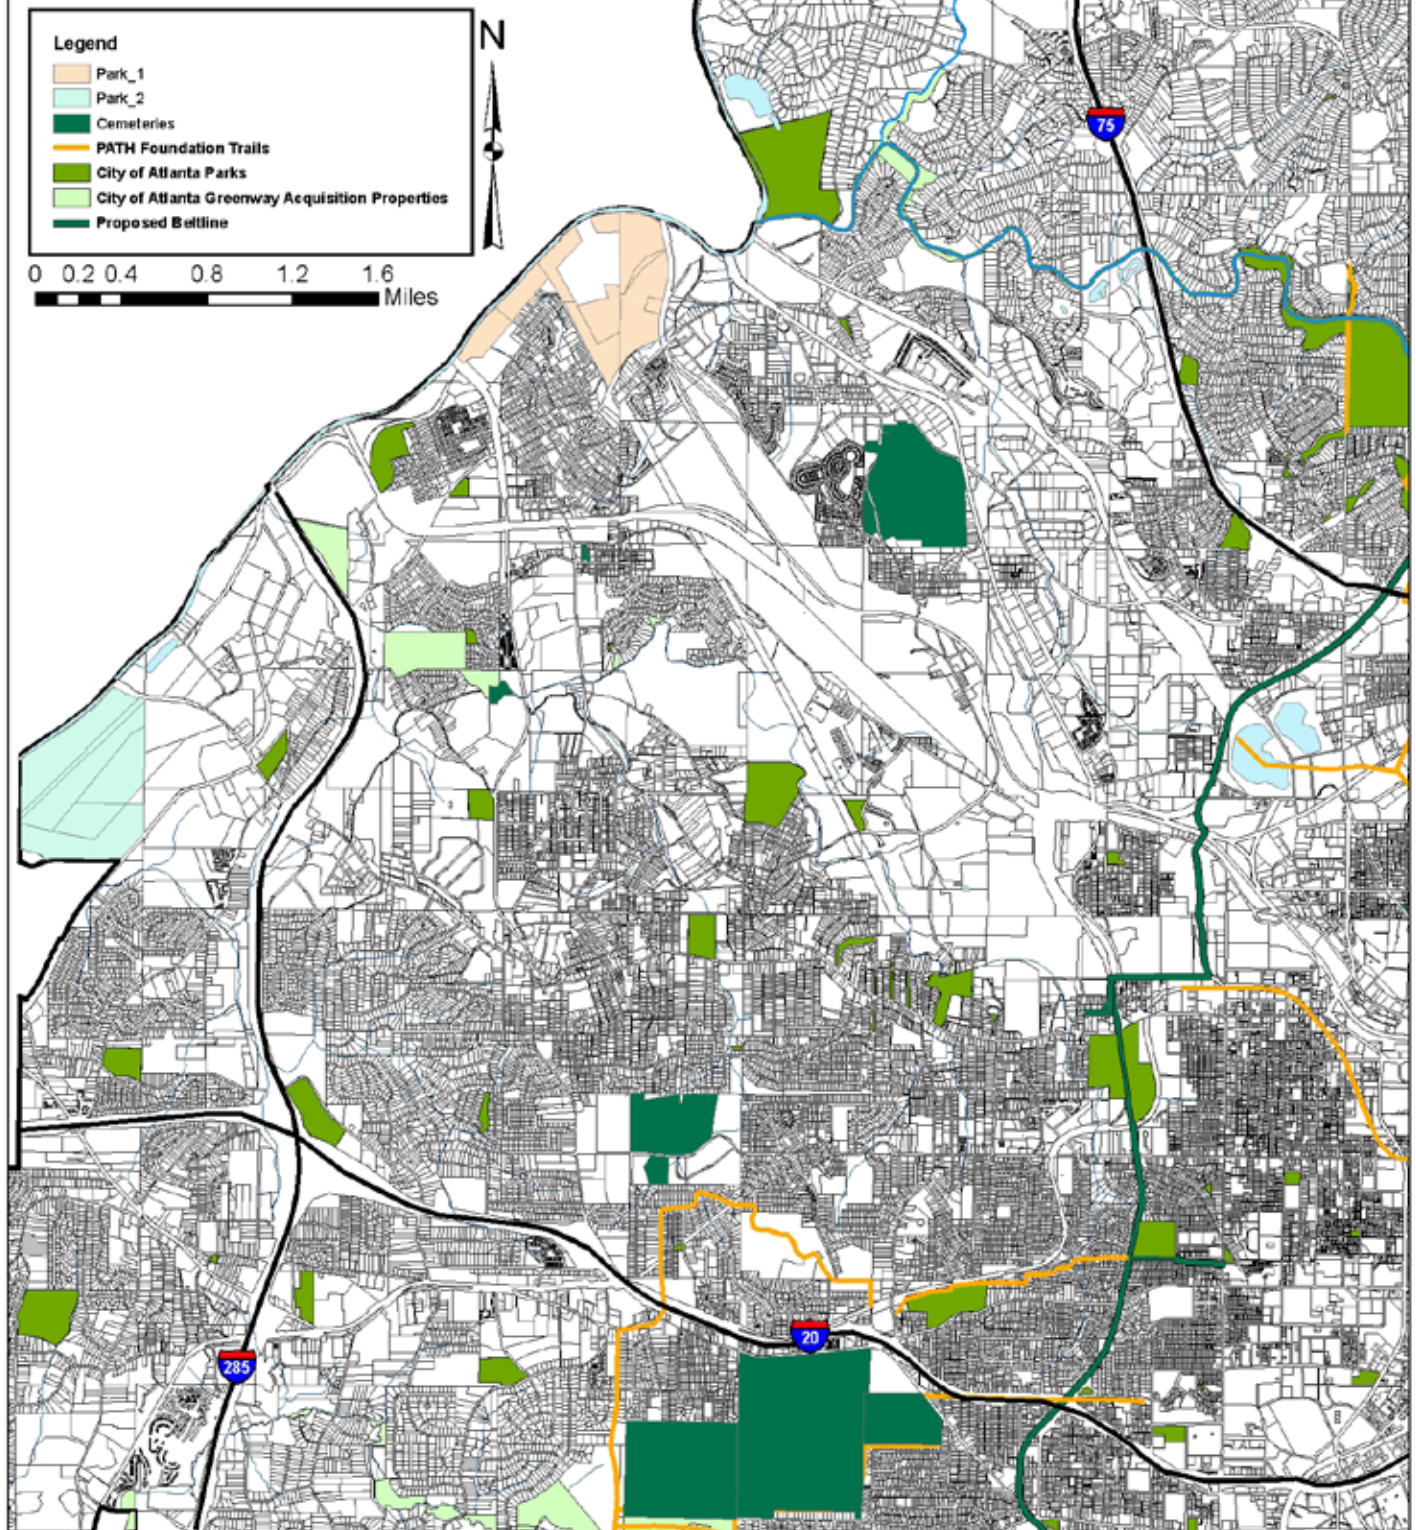 Legend
Park_1
Park_2
Cemeteries
PATH Foundation Trails
City of Atlanta Parks
City of Atlanta Greenway Acquisition Properties
Proposed Beltline
N
0 0.2 0.4 0.8 1.2 1.6
Miles
75
20
285